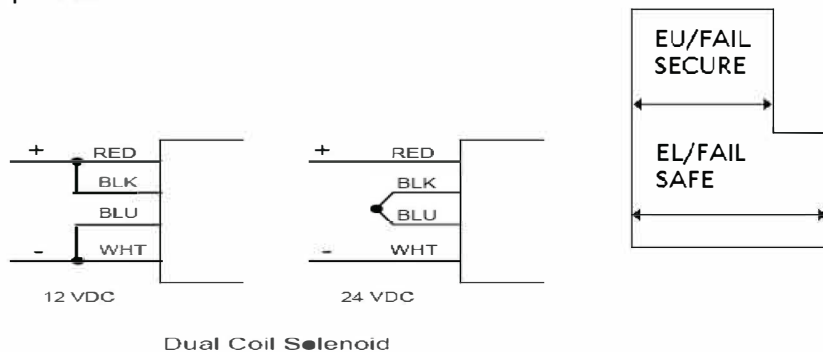 + RED
BLK
BLU
- WHT
12 VDC
+ RED
BLK
BLU
- WHT
24 VDC
Dual Coil Solenoid
EU/FAIL
SECURE
EL/FAIL
SAFE